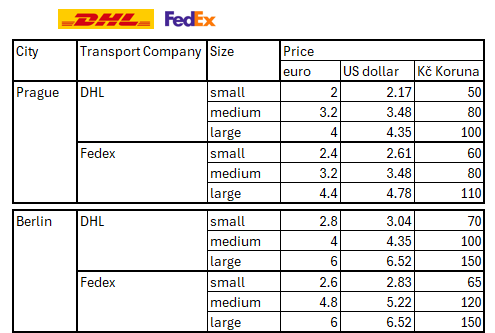 DHL FedEx
City Transport Company Size Price
euro US dollar Kč Koruna
Prague DHL small 2 2.17 50
medium 3.2 3.48 80
large 4 4.35 100
Fedex small 2.4 2.61 60
medium 3.2 3.48 80
large 4.4 4.78 110
Berlin DHL small 2.8 3.04 70
medium 4 4.35 100
large 6 6.52 150
Fedex small 2.6 2.83 65
medium 4.8 5.22 120
large 6 6.52 150